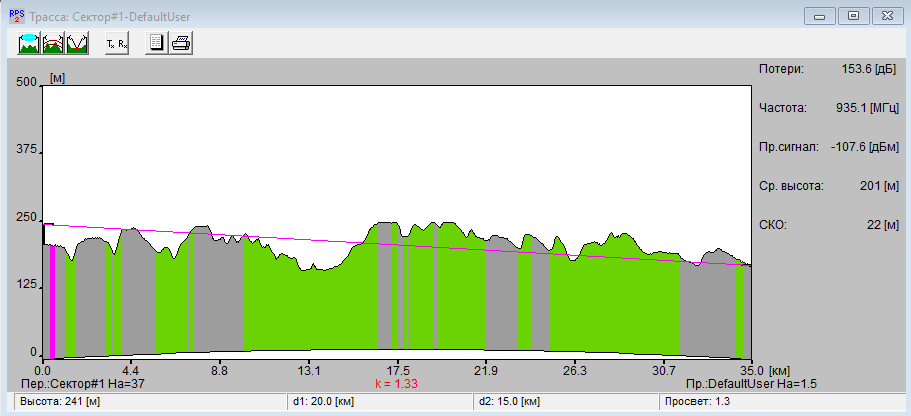 RPS 2 Трасса: Сектор#1-DefaultUser
Tx Rx
500 [м]
375
250
125
0
0.0 4.4 8.8 13.1 17.5 21.9 26.3 30.7 35.0 [км]
Пер.:Сектор#1 Ha=37 k = 1.33 Пр.:DefaultUser Ha=1.5
Потери: 153.6 [дБ]
Частота: 935.1 [МГц]
Пр.сигнал: -107.6 [дБм]
Ср. высота: 201 [м]
СКО: 22 [м]
Высота: 241 [м] d1: 20.0 [км] d2: 15.0 [км] Просвет: 1.3